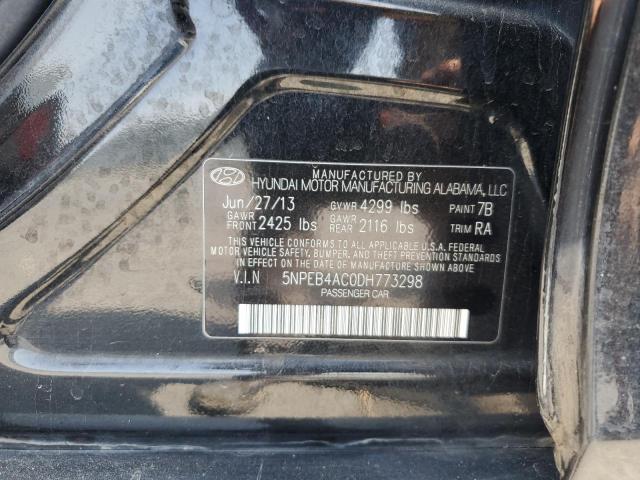 MANUFACTURED BY
HYUNDAI MOTOR MANUFACTURING ALABAMA, LLC
Jun/27/13 GVWR 4299 lbs PAINT 7B
GAWR FRONT 2425 lbs GAWR REAR 2116 lbs TRIM RA
THIS VEHICLE CONFORMS TO ALL APPLICABLE U.S.A. FEDERAL
MOTOR VEHICLE SAFETY, BUMPER, AND THEFT PREVENTION STANDARDS
IN EFFECT ON THE DATE OF MANUFACTURE SHOWN ABOVE.
V.I.N 5NPEB4AC0DH773298
PASSENGER CAR